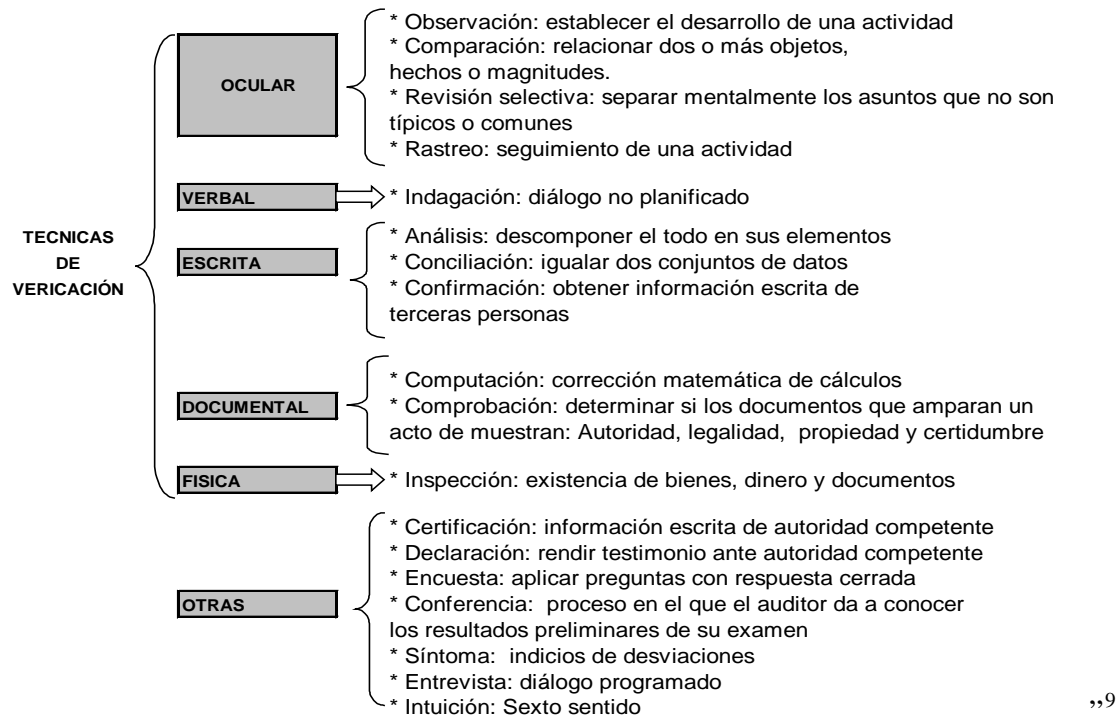 * Observación: establecer el desarrollo de una actividad
* Comparación: relacionar dos o más objetos,
hechos o magnitudes.
OCULAR
* Revisión selectiva: separar mentalmente los asuntos que no son
típicos o comunes
* Rastreo: seguimiento de una actividad
VERBAL
* Indagación: diálogo no planificado
TECNICAS
DE
VERICACIÓN
ESCRITA
* Análisis: descomponer el todo en sus elementos
* Conciliación: igualar dos conjuntos de datos
* Confirmación: obtener información escrita de
terceras personas
DOCUMENTAL
* Computación: corrección matemática de cálculos
* Comprobación: determinar si los documentos que amparan un
acto de muestran: Autoridad, legalidad, propiedad y certidumbre
FISICA
* Inspección: existencia de bienes, dinero y documentos
OTRAS
* Certificación: información escrita de autoridad competente
* Declaración: rendir testimonio ante autoridad competente
* Encuesta: aplicar preguntas con respuesta cerrada
* Conferencia: proceso en el que el auditor da a conocer
los resultados preliminares de su examen
* Síntoma: indicios de desviaciones
* Entrevista: diálogo programado
* Intuición: Sexto sentido
”9